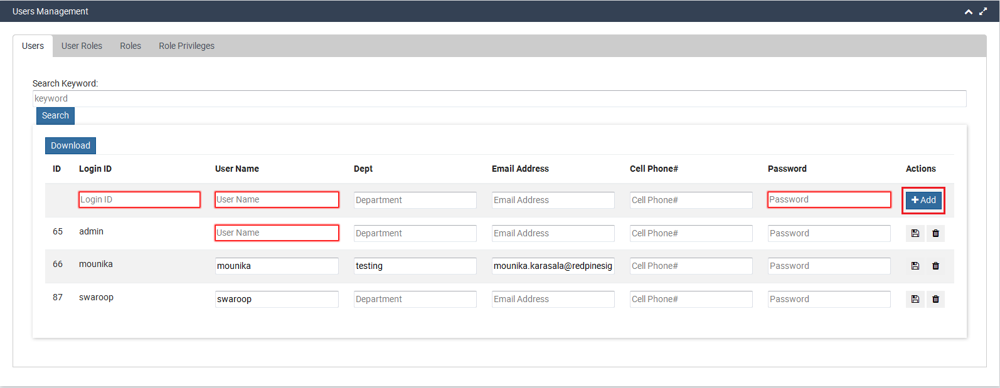 Users Management
Users User Roles Roles Role Privileges
Search Keyword:
keyword
Search
Download
ID Login ID User Name Dept Email Address Cell Phone# Password Actions
Login ID User Name Department Email Address Cell Phone# Password Add
65 admin User Name Department Email Address Cell Phone# Password
66 mounika mounika testing mounika.karasala@redpinesig Cell Phone# Password
87 swaroop swaroop Department Email Address Cell Phone# Password